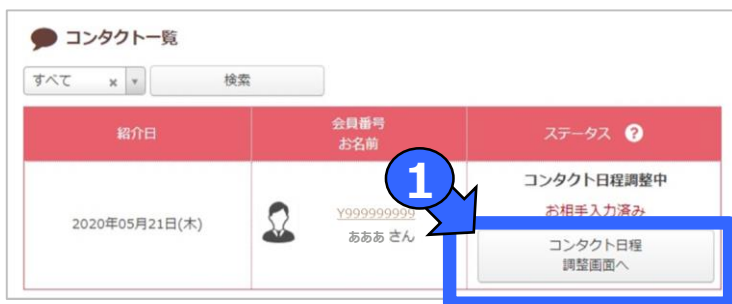 コンタクト一覧
すべて x 検索
紹介日
会員番号
お名前
ステータス ?
1
コンタクト日程調整中
お相手入力済み
2020年05月21日(木)
Y999999999
あああ さん
コンタクト日程
調整画面へ